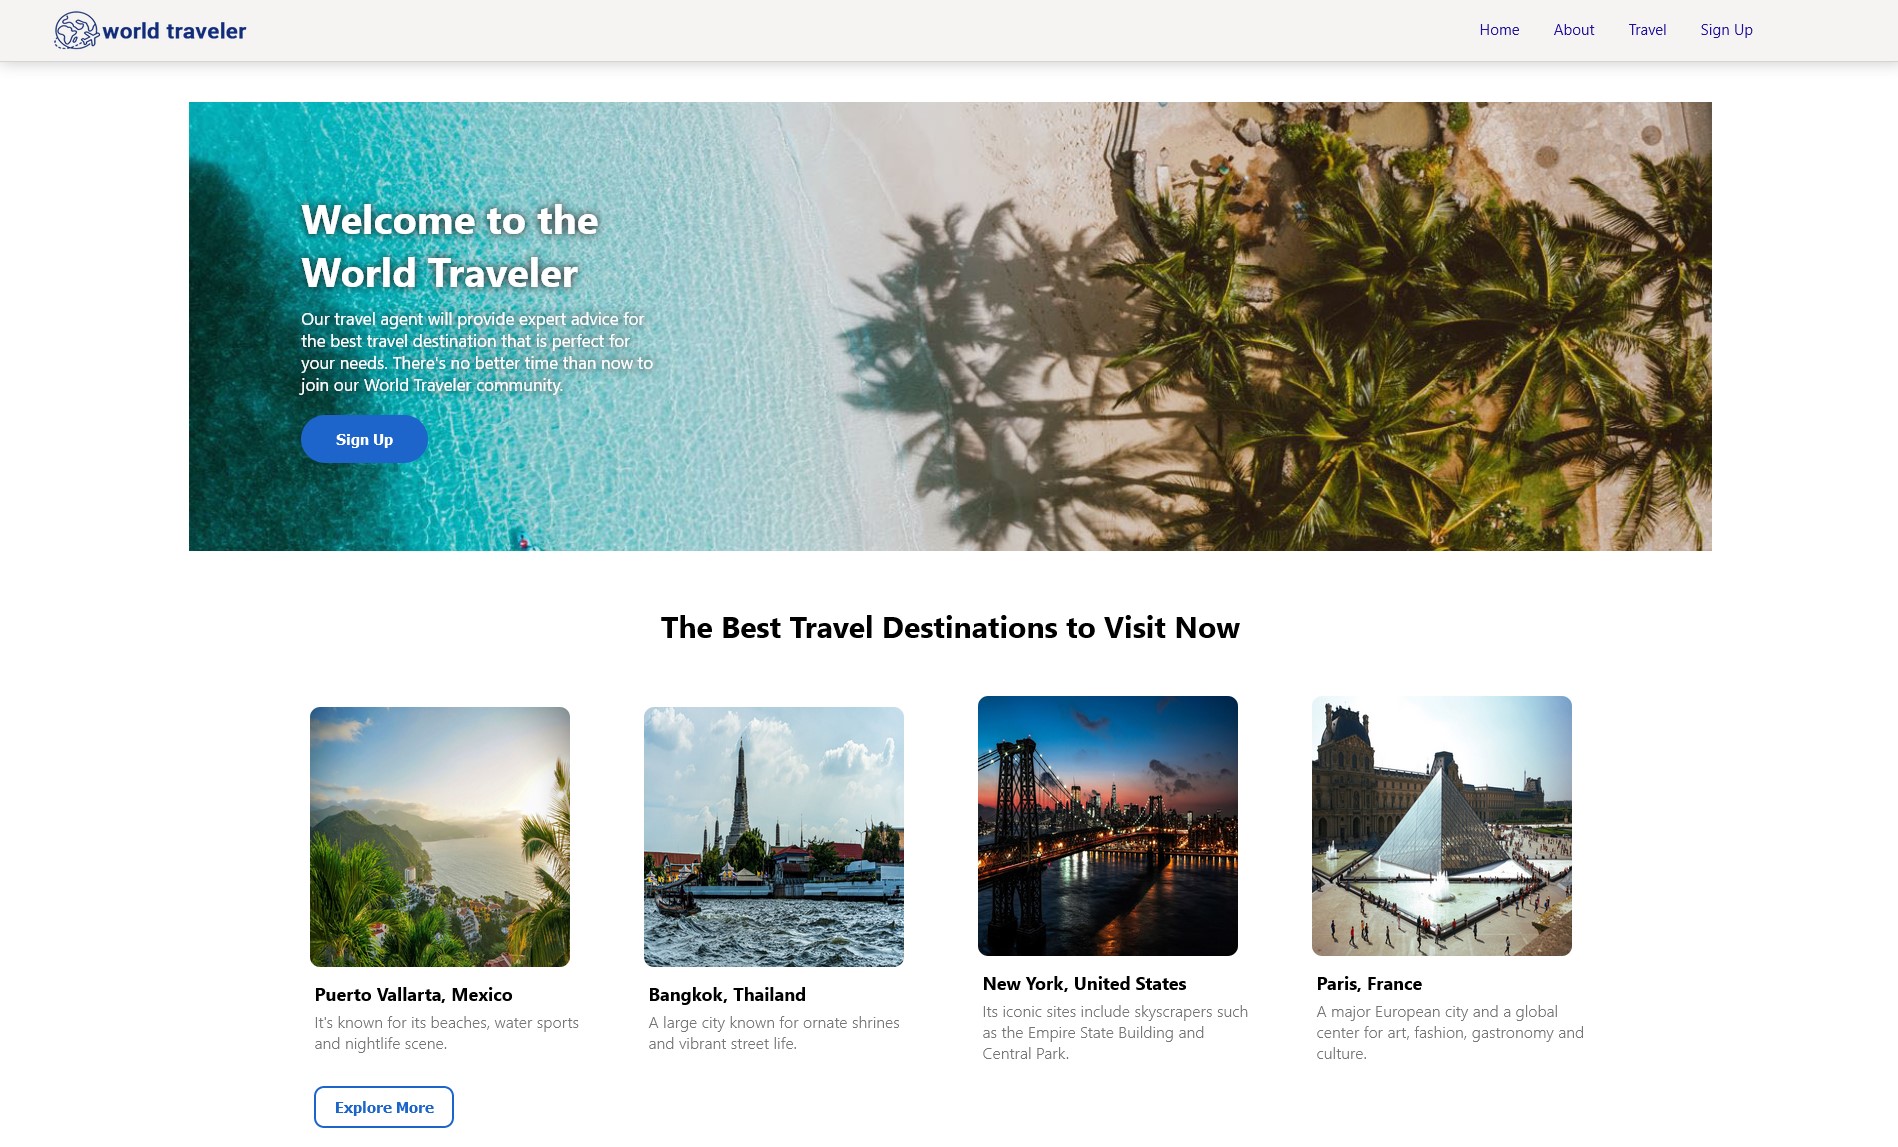 world traveler
Home About Travel Sign Up
Welcome to the
World Traveler
Our travel agent will provide expert advice for
the best travel destination that is perfect for
your needs. There's no better time than now to
join our World Traveler community.
Sign Up
The Best Travel Destinations to Visit Now
Puerto Vallarta, Mexico
It's known for its beaches, water sports
and nightlife scene.
Bangkok, Thailand
A large city known for ornate shrines
and vibrant street life.
New York, United States
Its iconic sites include skyscrapers such
as the Empire State Building and
Central Park.
Paris, France
A major European city and a global
center for art, fashion, gastronomy and
culture.
Explore More